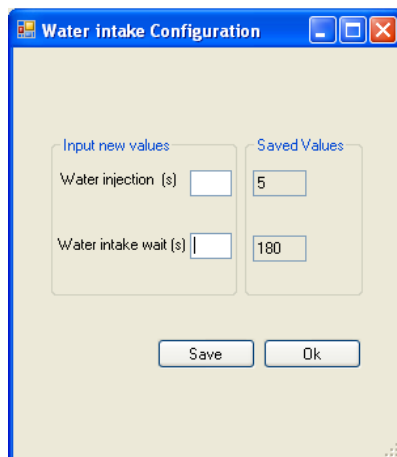 Water intake Configuration
Input new values
Saved Values
Water injection (s)
5
Water intake wait (s)
180
Save
Ok